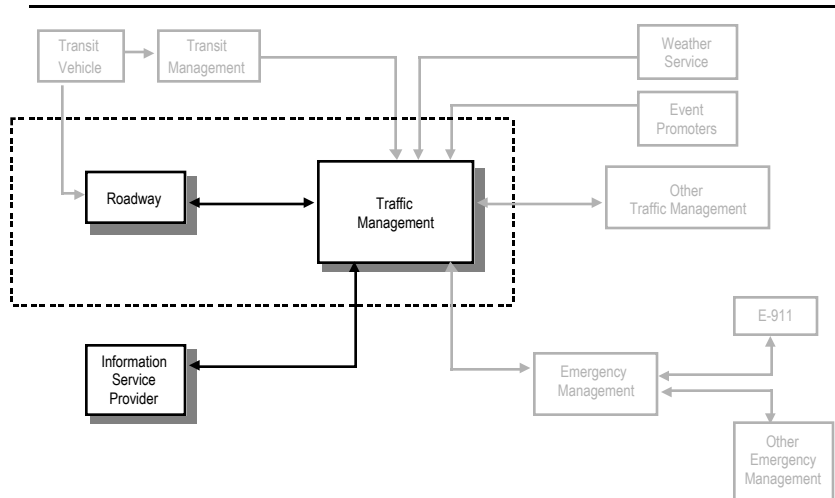 Transit
Vehicle
Transit
Management
Weather
Service
Event
Promoters
Roadway
Traffic
Management
Other
Traffic Management
Information
Service
Provider
E-911
Emergency
Management
Other
Emergency
Management